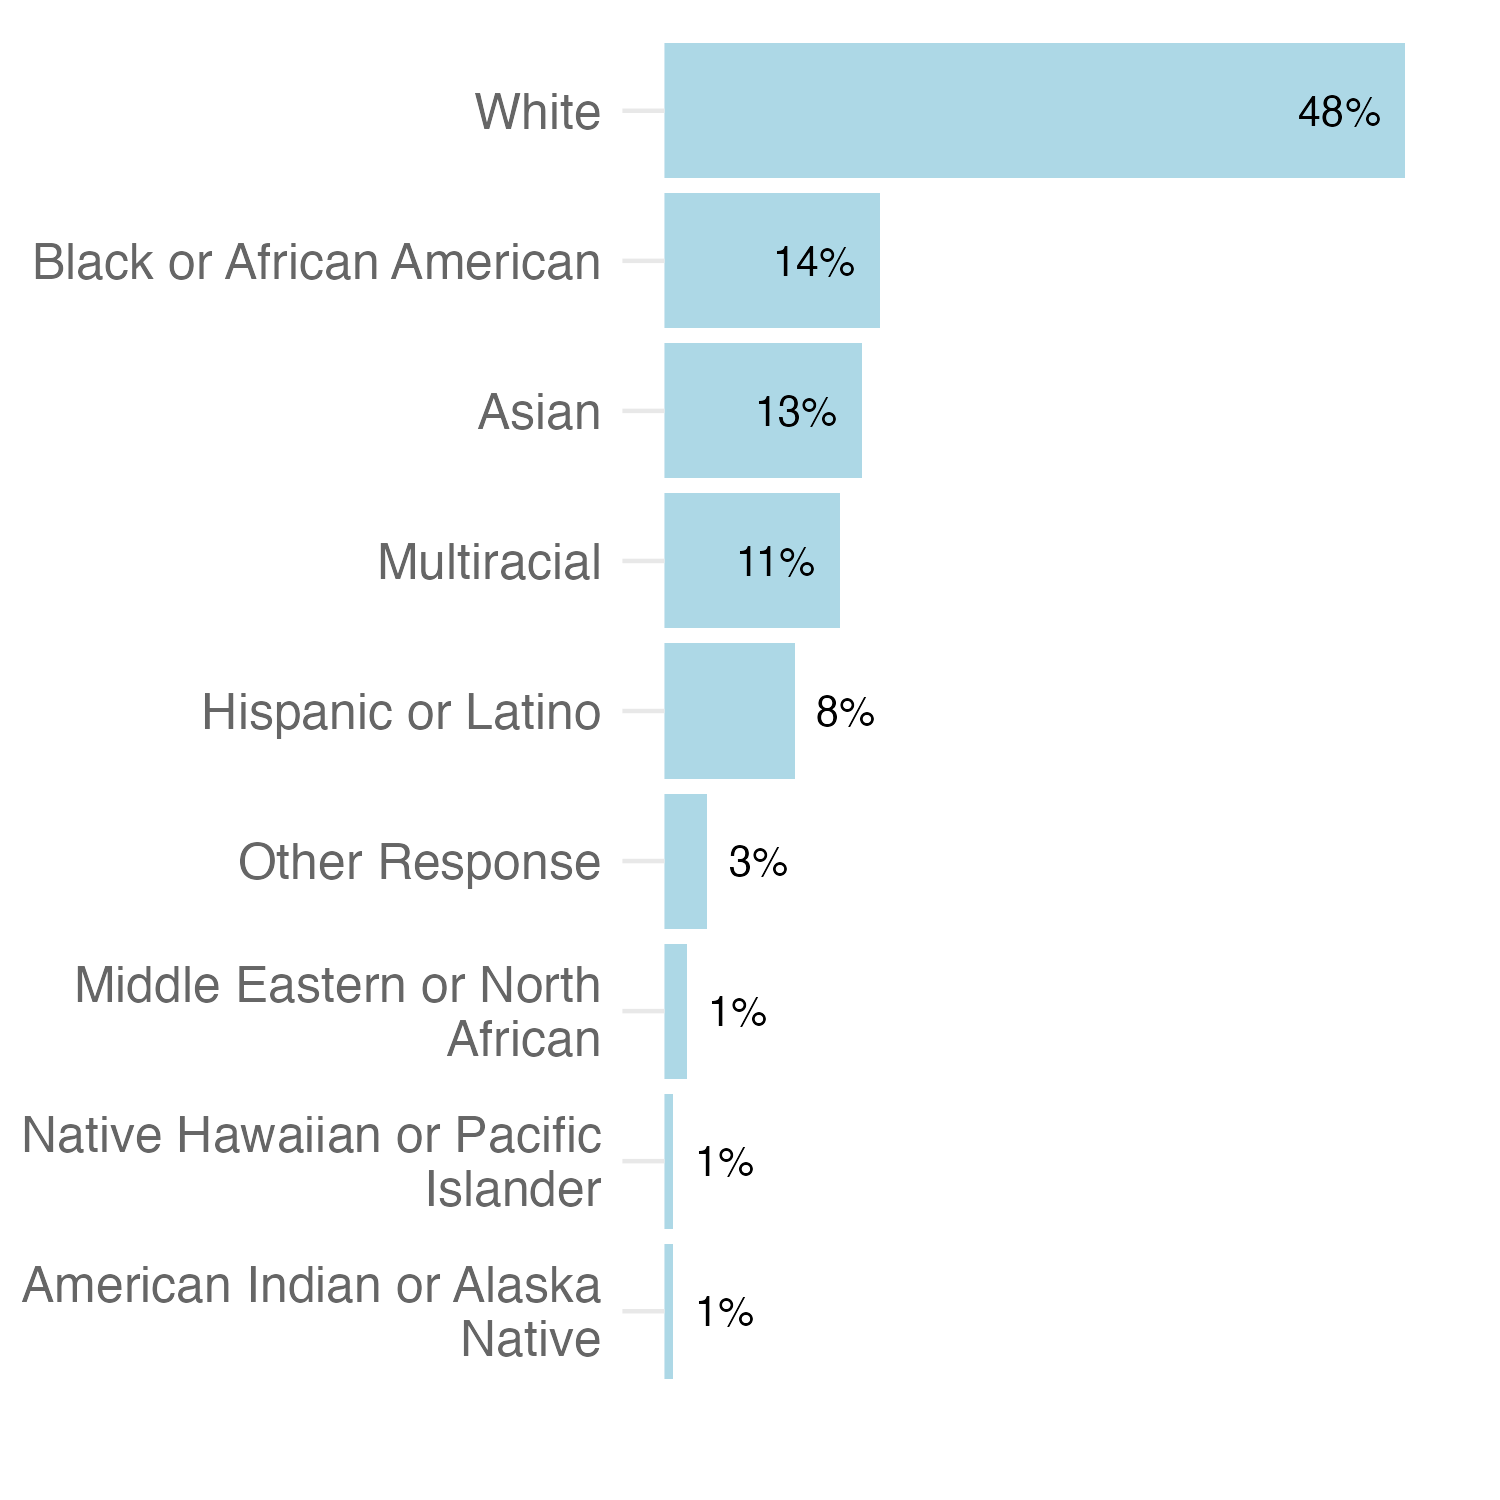 White
48%
Black or African American
14%
Asian
13%
Multiracial
11%
Hispanic or Latino
8%
Other Response
3%
Middle Eastern or North
African
1%
Native Hawaiian or Pacific
Islander
1%
American Indian or Alaska
Native
1%